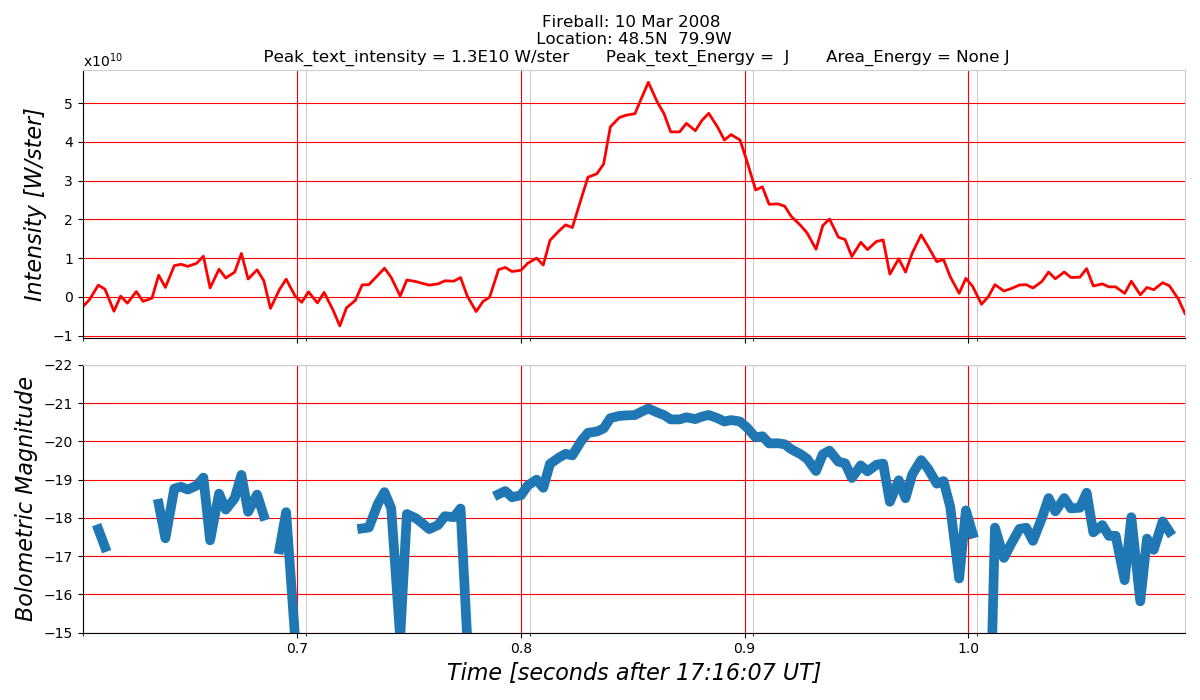 Fireball: 10 Mar 2008
Location: 48.5N  79.9W
Peak_text_intensity = 1.3E10 W/ster       Peak_text_Energy =  J       Area_Energy = None J
x10¹⁰
Intensity [W/ster]
5
4
3
2
1
0
−1
Bolometric Magnitude
−22
−21
−20
−19
−18
−17
−16
−15
0.7 0.8 0.9 1.0
Time [seconds after 17:16:07 UT]